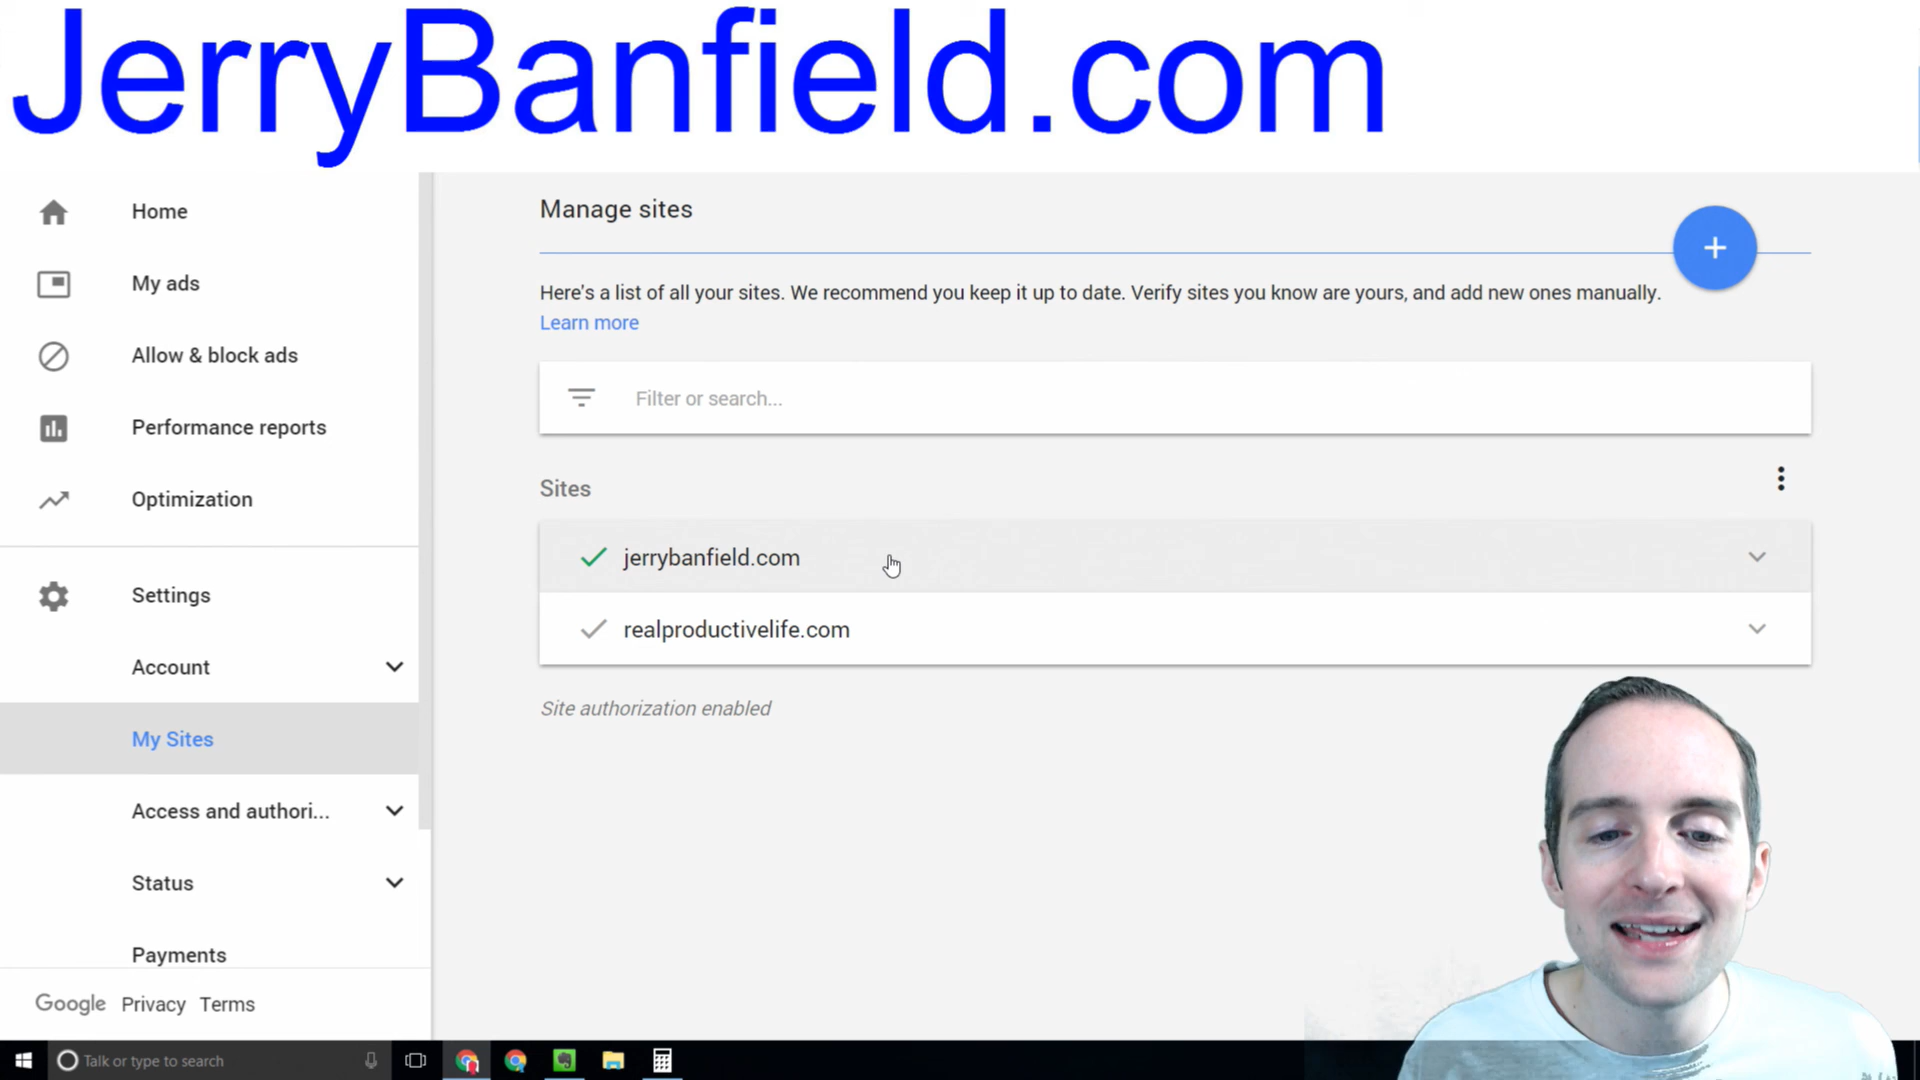 JerryBanfield.com
Home
My ads
Allow & block ads
Performance reports
Optimization
Settings
Account
My Sites
Access and authori...
Status
Payments
Google Privacy Terms
Manage sites
Here's a list of all your sites. We recommend you keep it up to date. Verify sites you know are yours, and add new ones manually.
Learn more
Filter or search...
Sites
jerrybanfield.com
realproductivelife.com
Site authorization enabled
Talk or type to search